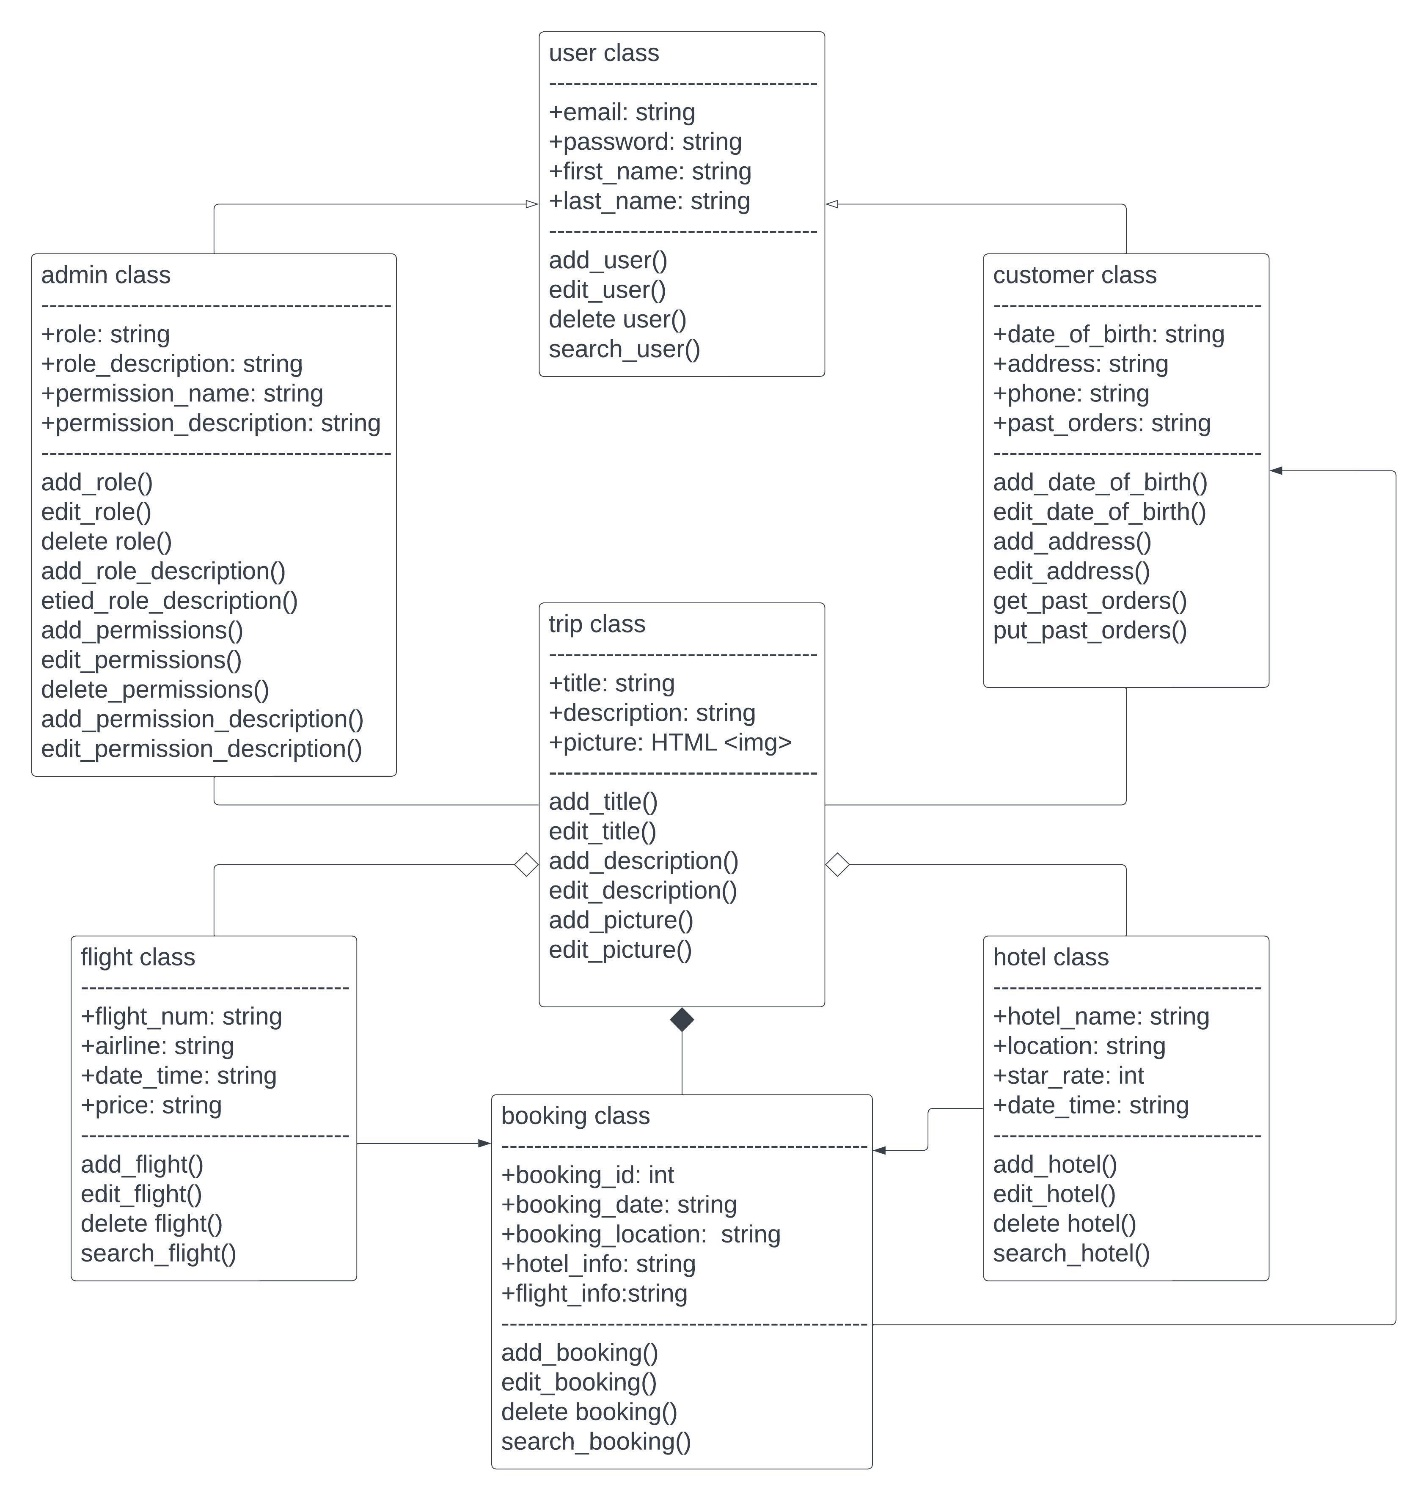 user class
--------------------------------
+email: string
+password: string
+first_name: string
+last_name: string
--------------------------------
add_user()
edit_user()
delete user()
search_user()
admin class
------------------------------------------
+role: string
+role_description: string
+permission_name: string
+permission_description: string
------------------------------------------
add_role()
edit_role()
delete role()
add_role_description()
etied_role_description()
add_permissions()
edit_permissions()
delete_permissions()
add_permission_description()
edit_permission_description()
customer class
--------------------------------
+date_of_birth: string
+address: string
+phone: string
+past_orders: string
--------------------------------
add_date_of_birth()
edit_date_of_birth()
add_address()
edit_address()
get_past_orders()
put_past_orders()
trip class
--------------------------------
+title: string
+description: string
+picture: HTML <img>
--------------------------------
add_title()
edit_title()
add_description()
edit_description()
add_picture()
edit_picture()
flight class
--------------------------------
+flight_num: string
+airline: string
+date_time: string
+price: string
--------------------------------
add_flight()
edit_flight()
delete flight()
search_flight()
hotel class
--------------------------------
+hotel_name: string
+location: string
+star_rate: int
+date_time: string
--------------------------------
add_hotel()
edit_hotel()
delete hotel()
search_hotel()
booking class
--------------------------------------------
+booking_id: int
+booking_date: string
+booking_location:  string
+hotel_info: string
+flight_info:string
--------------------------------------------
add_booking()
edit_booking()
delete booking()
search_booking()